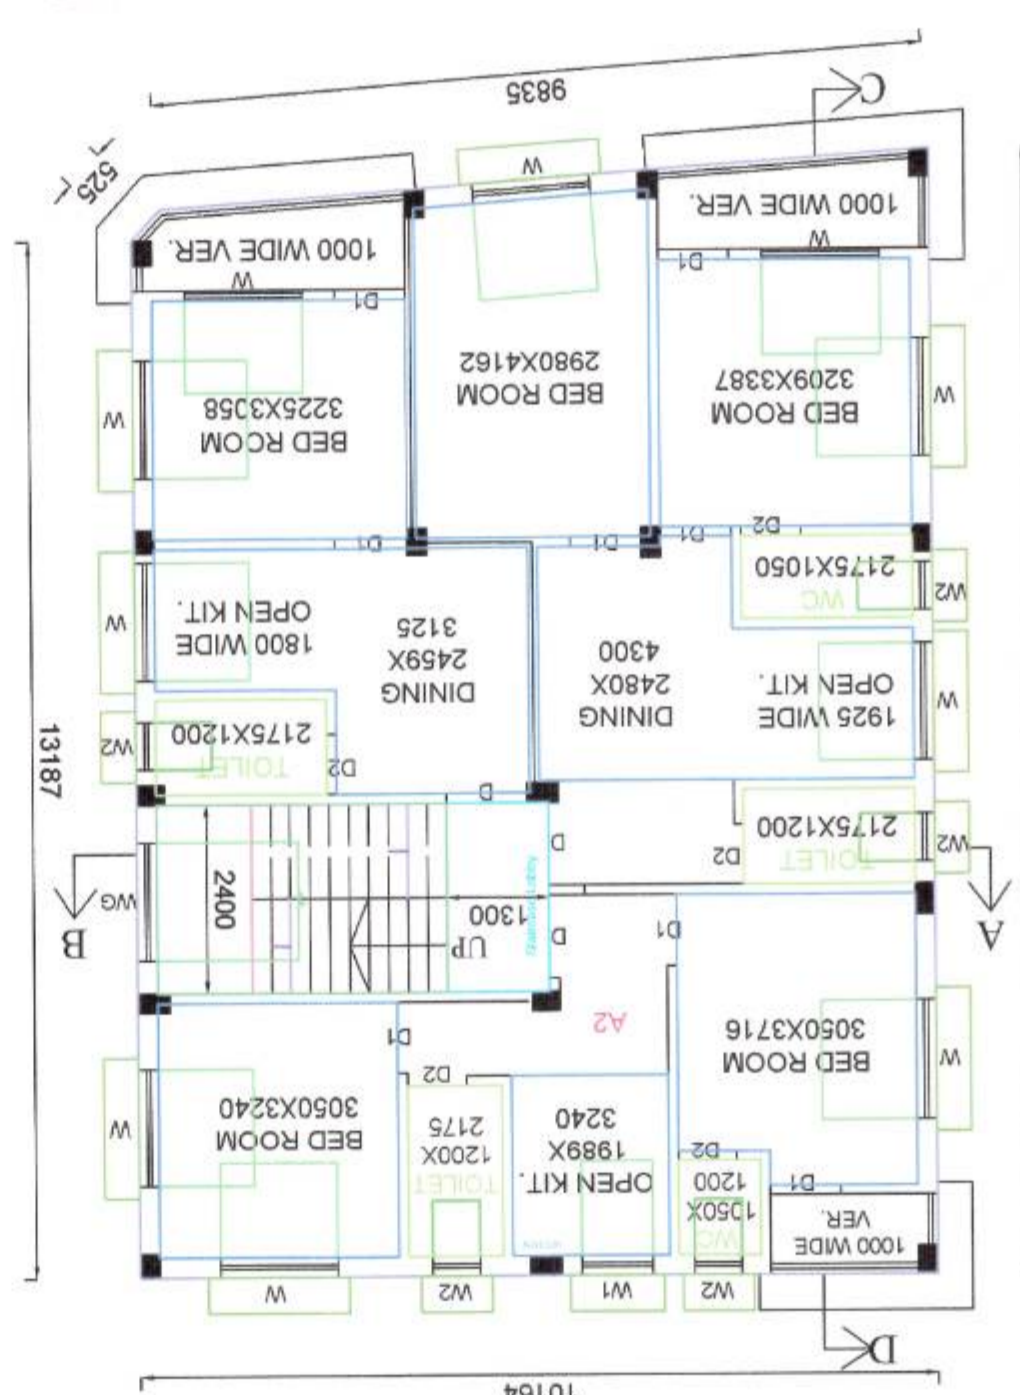 10164
D
W2
W1
W2
W
1000 WIDE
VER.
D1
WC
1050X
1200
D2
OPEN KIT.
1989X
3240
TOILET
1200X
2175
D2
BED ROOM
3050X3240
W
D1
W
BED ROOM
3050X3716
D1
A2
A
B
UP
1300
D
Staircase Lobby
2400
WG
W2
TOILET
2175X1200
D2
D
D
TOILET
2175X1200
D2
W2
13187
W
1925 WIDE
OPEN KIT.
DINING
2480X
4300
DINING
2459X
3125
1800 WIDE
OPEN KIT.
W
W2
WC
2175X1050
D2
D1
D1
D1
W
BED ROOM
3209X3387
BED ROOM
2980X4162
BED ROOM
3225X3058
W
D1
W
D1
W
1000 WIDE VER.
W
1000 WIDE VER.
525
C
9835